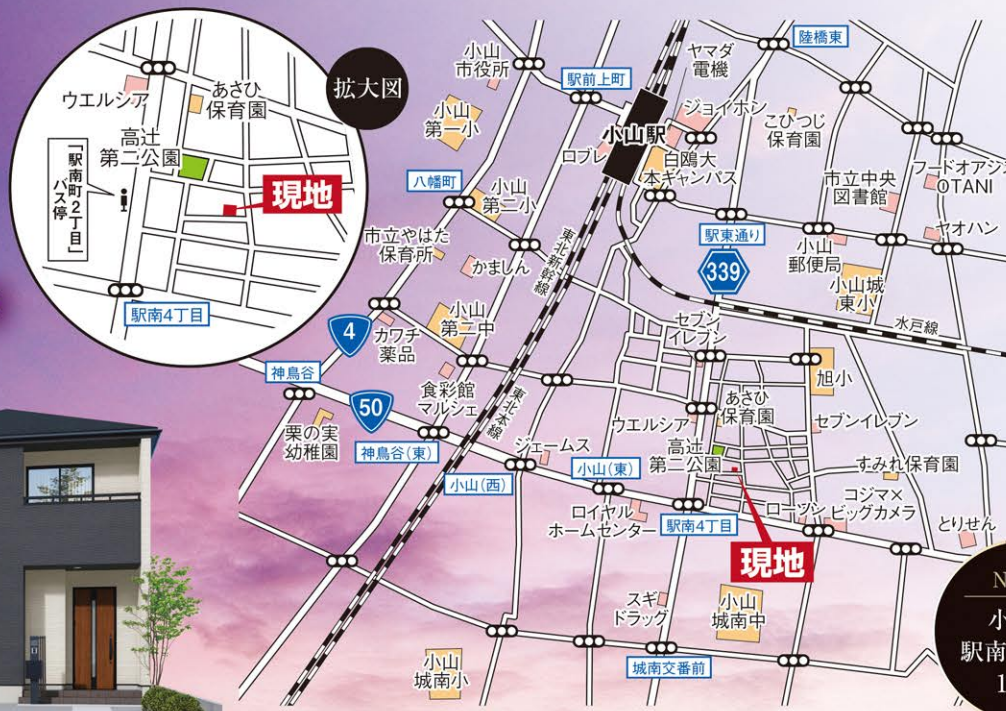 拡大図
ウエルシア
あさひ
保育園
高辻
第二公園
「駅南町2丁目」
バス停
現地
駅南4丁目
小山
市役所
駅前上町
ヤマダ
電機
陸橋東
小山
第一小
小山駅
ジョイホン
こひつじ
保育園
ロブレ
白鴎大
本キャンパス
市立中央
図書館
フードオアシス
OTANI
八幡町
小山
第二小
駅東通り
339
小山
郵便局
ヤオハン
市立やはた
保育所
かましん
東北新幹線
小山城
東小
水戸線
4
カワチ
薬品
小山
第二中
セブン
イレブン
神鳥谷
50
食彩館
マルシェ
東北本線
旭小
あさひ
保育園
ウエルシア
セブンイレブン
栗の実
幼稚園
神鳥谷(東)
ジェームス
高辻
第二公園
すみれ保育園
小山(西)
小山(東)
ロイヤル
ホームセンター
駅南4丁目
ローソン
コジマ×
ビッグカメラ
とりせん
現地
スギ
ドラッグ
小山
城南中
小山
城南小
城南交番前
N
小
駅南
1